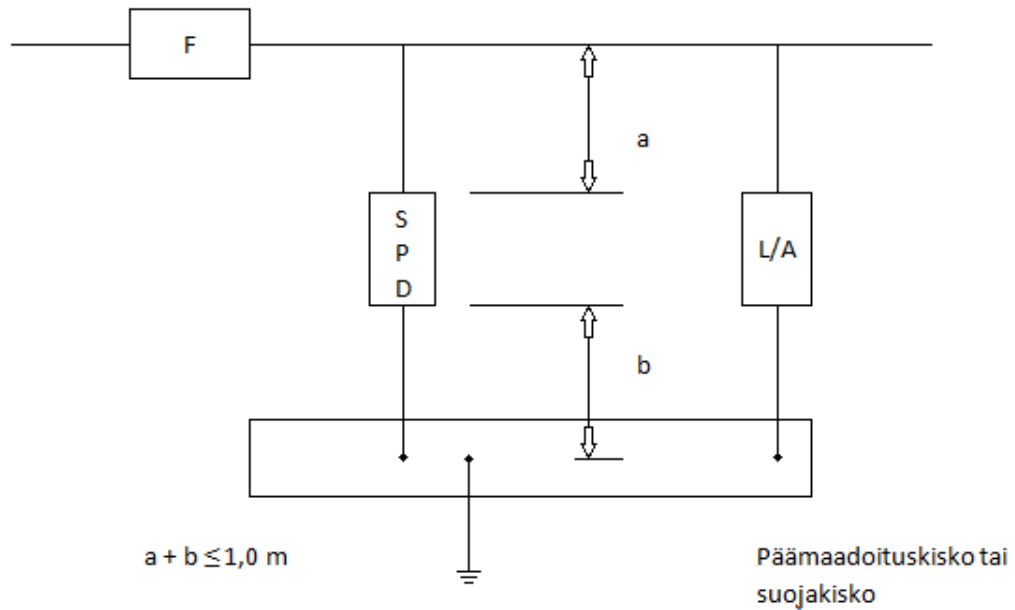 F
a
S
P
D
L/A
b
a + b ≤ 1,0 m
Päämaadoituskisko tai
suojakisko